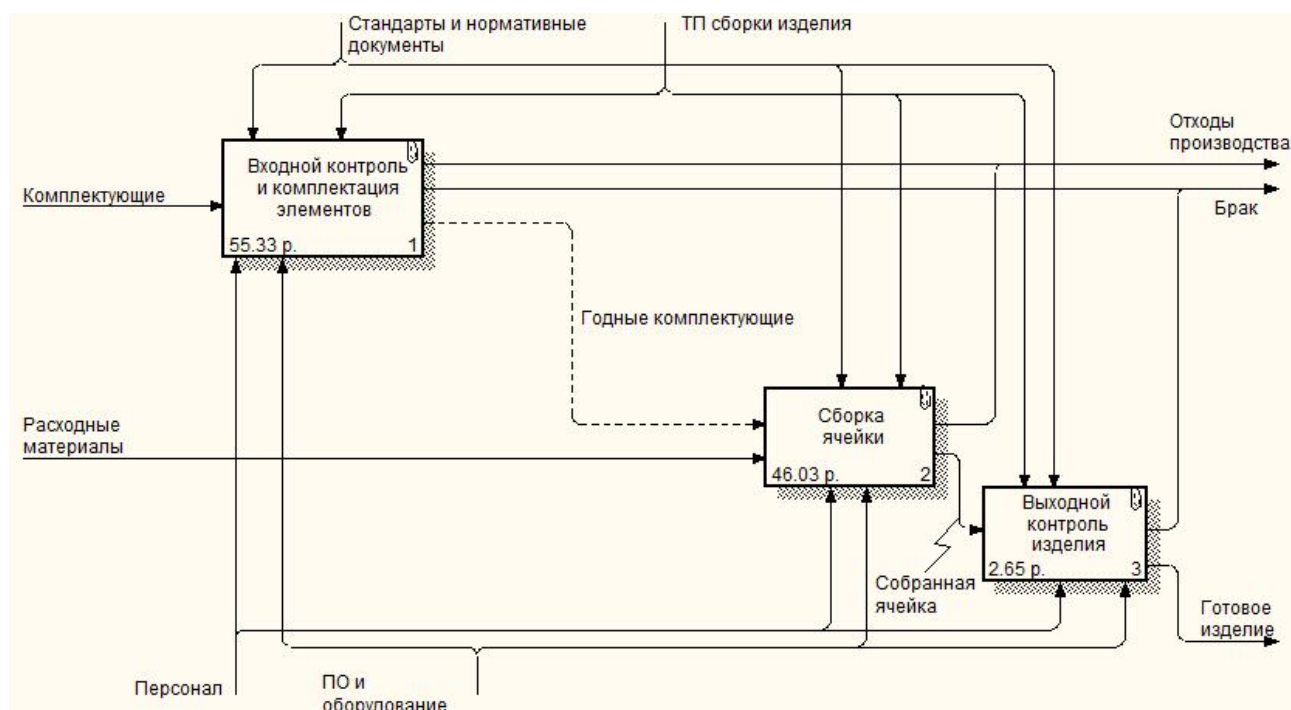 Стандарты и нормативные
документы
ТП сборки изделия
Отходы
производства
Входной контроль
и комплектация
элементов
55.33 р. 1
Комплектующие
Брак
Годные комплектующие
Расходные
материалы
Сборка
ячейки
46.03 р. 2
Выходной
контроль
изделия
2.65 р. 3
Собранная
ячейка
Готовое
изделие
Персонал
ПО и
оборудование